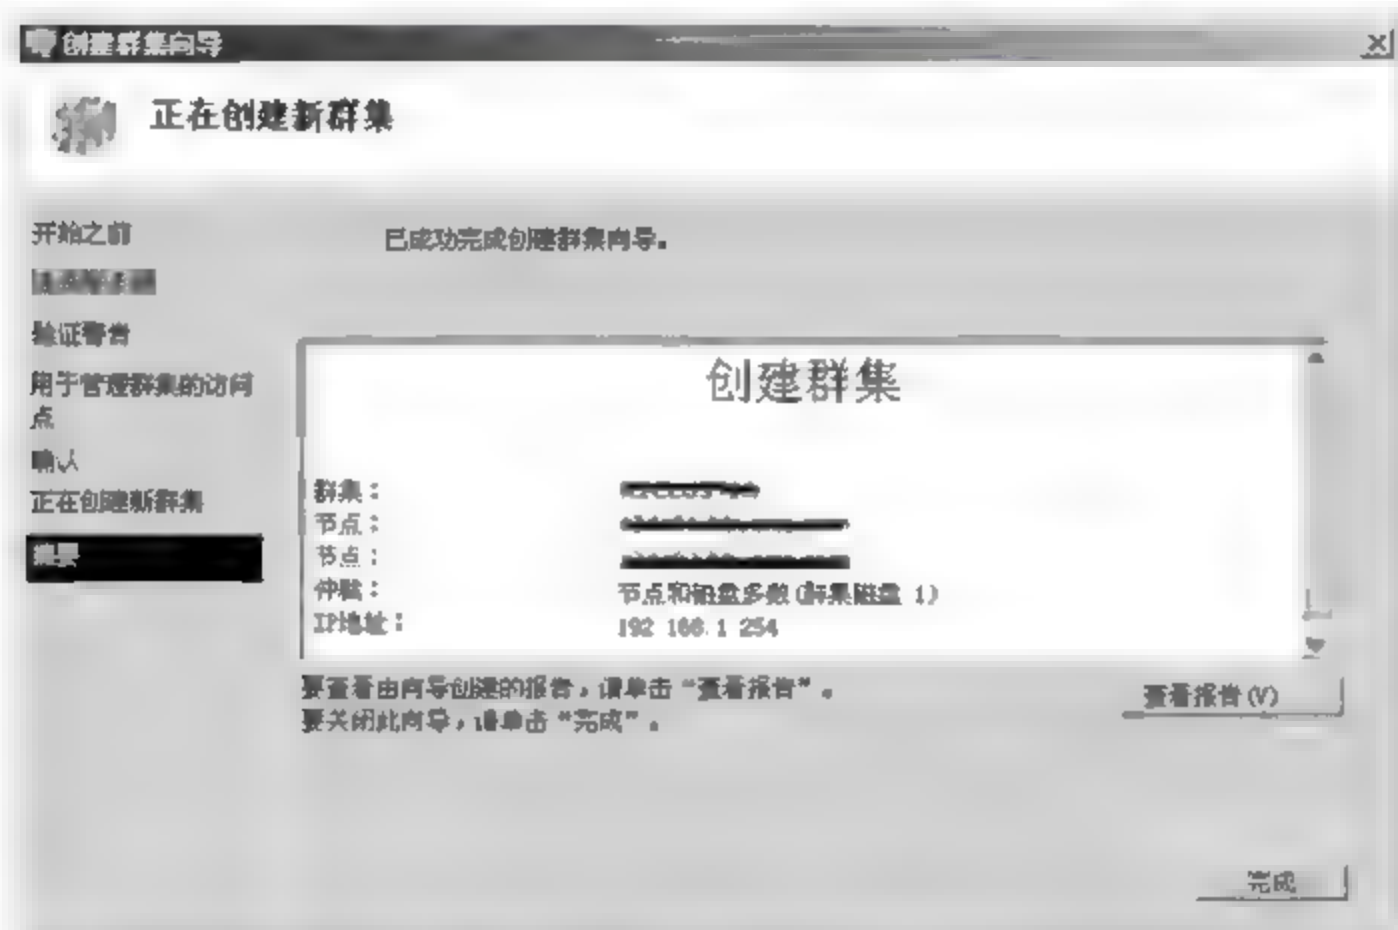 创建群集向导
正在创建新群集
开始之前
已成功完成创建群集向导。
验证警告
用于管理群集的访问
点
确认
正在创建新群集
摘要
创建群集
群集：
节点：
节点：
仲裁： 节点和磁盘多数(群集磁盘 1)
IP地址： 192 168.1 254
要查看由向导创建的报告，请单击“查看报告”。
要关闭此向导，请单击“完成”。
查看报告(V)
完成